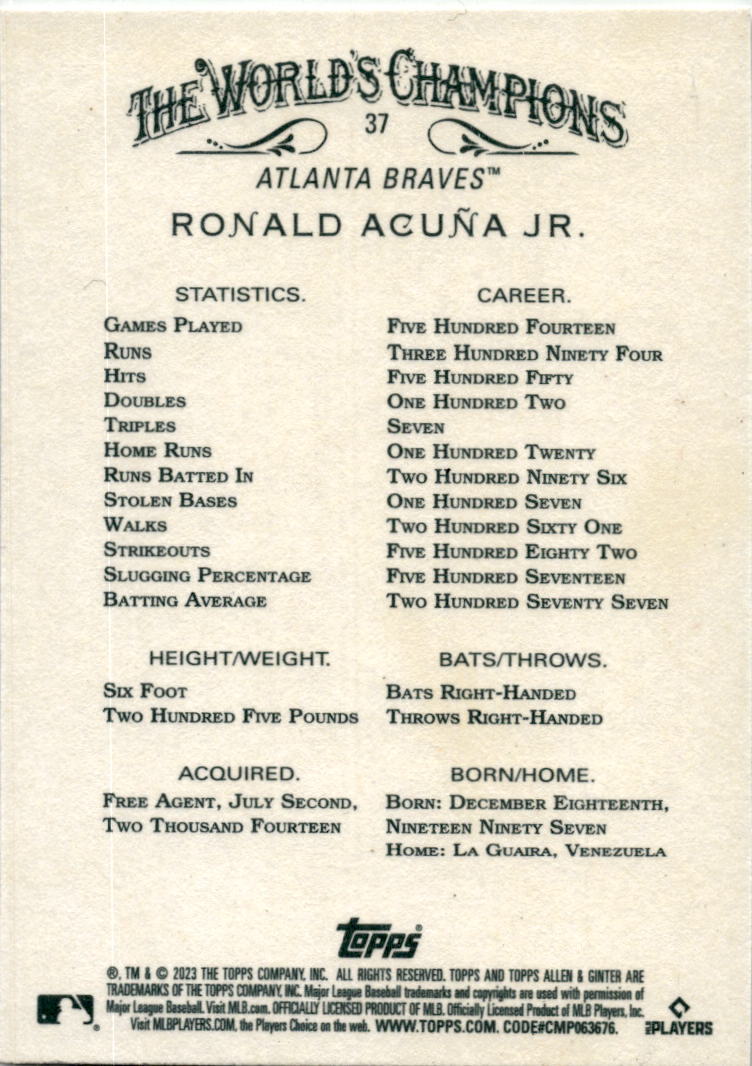 THE WORLD'S CHAMPIONS
37
ATLANTA BRAVES™
RONALD ACUÑA JR.
STATISTICS. CAREER.
GAMES PLAYED FIVE HUNDRED FOURTEEN
RUNS THREE HUNDRED NINETY FOUR
HITS FIVE HUNDRED FIFTY
DOUBLES ONE HUNDRED TWO
TRIPLES SEVEN
HOME RUNS ONE HUNDRED TWENTY
RUNS BATTED IN TWO HUNDRED NINETY SIX
STOLEN BASES ONE HUNDRED SEVEN
WALKS TWO HUNDRED SIXTY ONE
STRIKEOUTS FIVE HUNDRED EIGHTY TWO
SLUGGING PERCENTAGE FIVE HUNDRED SEVENTEEN
BATTING AVERAGE TWO HUNDRED SEVENTY SEVEN
HEIGHT/WEIGHT. BATS/THROWS.
SIX FOOT BATS RIGHT-HANDED
TWO HUNDRED FIVE POUNDS THROWS RIGHT-HANDED
ACQUIRED. BORN/HOME.
FREE AGENT, JULY SECOND, BORN: DECEMBER EIGHTEENTH,
TWO THOUSAND FOURTEEN NINETEEN NINETY SEVEN
HOME: LA GUAIRA, VENEZUELA
topps®
®, TM & © 2023 THE TOPPS COMPANY, INC. ALL RIGHTS RESERVED. TOPPS AND TOPPS ALLEN & GINTER ARE
TRADEMARKS OF THE TOPPS COMPANY, INC. Major League Baseball trademarks and copyrights are used with permission of
Major League Baseball. Visit MLB.com. OFFICIALLY LICENSED PRODUCT OF MLB. Officially Licensed Product of MLB Players, Inc.
Visit MLBPLAYERS.COM, the Players Choice on the web. WWW.TOPPS.COM. CODE#CMP063676.
MLB PLAYERS